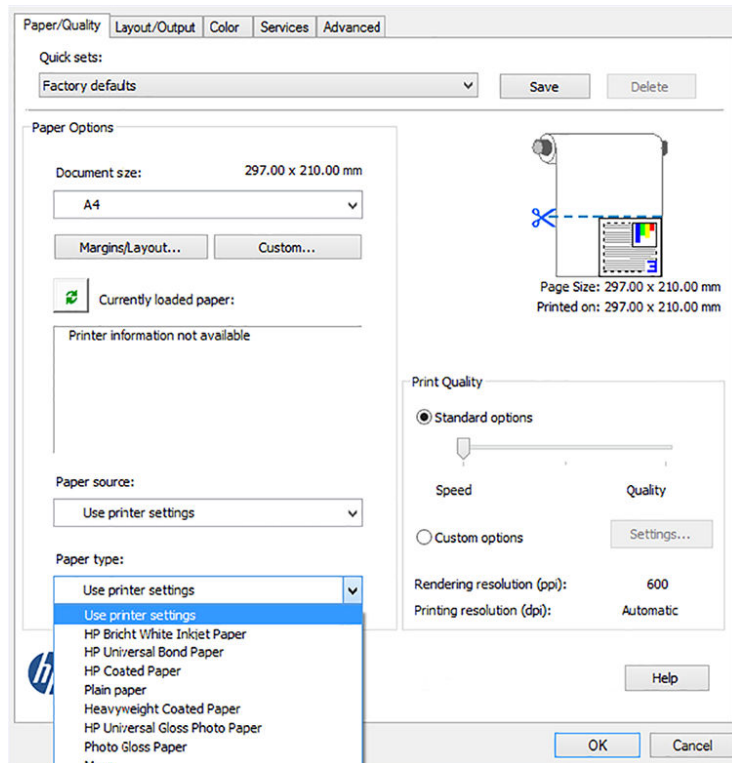 Paper/Quality Layout/Output Color Services Advanced
Quick sets:
Factory defaults Save Delete
Paper Options
Document size: 297.00 x 210.00 mm
A4
Margins/Layout... Custom...
Currently loaded paper:
Printer information not available
Page Size: 297.00 x 210.00 mm
Printed on: 297.00 x 210.00 mm
Print Quality
Standard options
Speed Quality
Custom options Settings...
Rendering resolution (ppi): 600
Printing resolution (dpi): Automatic
Paper source:
Use printer settings
Paper type:
Use printer settings
Use printer settings
HP Bricht White Inkjet Paper
HP Universal Bond Paper
HP Coated Paper
Plain paper
Heavyweight Coated Paper
HP Universal Gloss Photo Paper
Photo Gloss Paper
hp
Help
OK Cancel